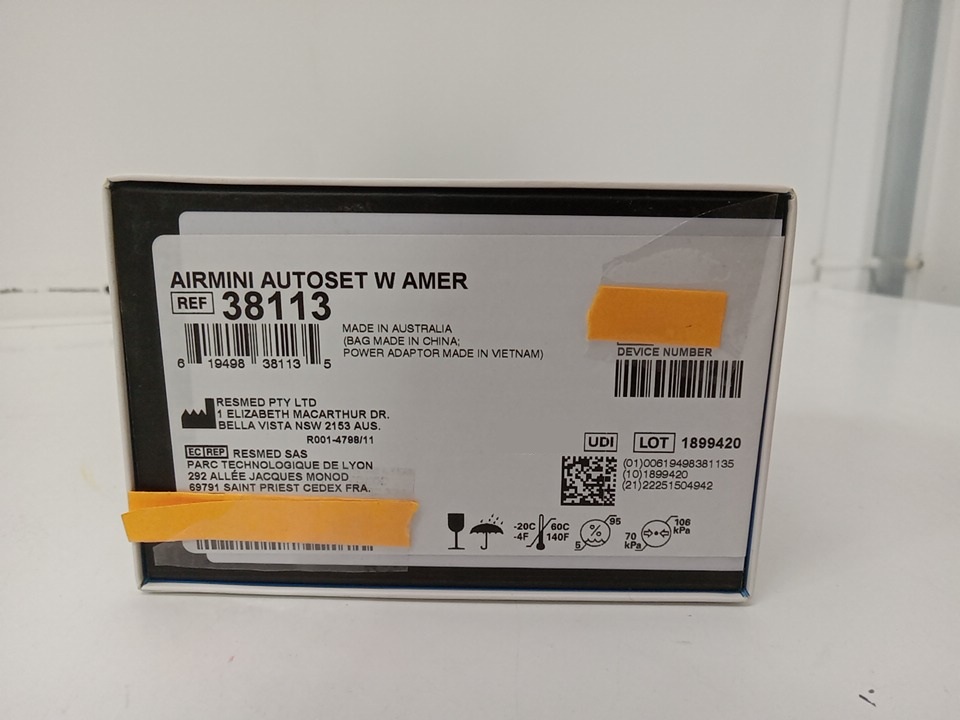 AIRMINI AUTOSET W AMER
REF 38113
6 19498 38113 5
MADE IN AUSTRALIA
(BAG MADE IN CHINA;
POWER ADAPTOR MADE IN VIETNAM)
DEVICE NUMBER
RESMED PTY LTD
1 ELIZABETH MACARTHUR DR.
BELLA VISTA NSW 2153 AUS.
R001-4798/11
EC REP RESMED SAS
PARC TECHNOLOGIQUE DE LYON
292 ALLÉE JACQUES MONOD
69791 SAINT PRIEST CEDEX FRA.
UDI LOT 1899420
(01)00619498381135
(10)1899420
(21)22251504942
-20C 60C
-4F 140F
5 % 95
70 kPa 106 kPa